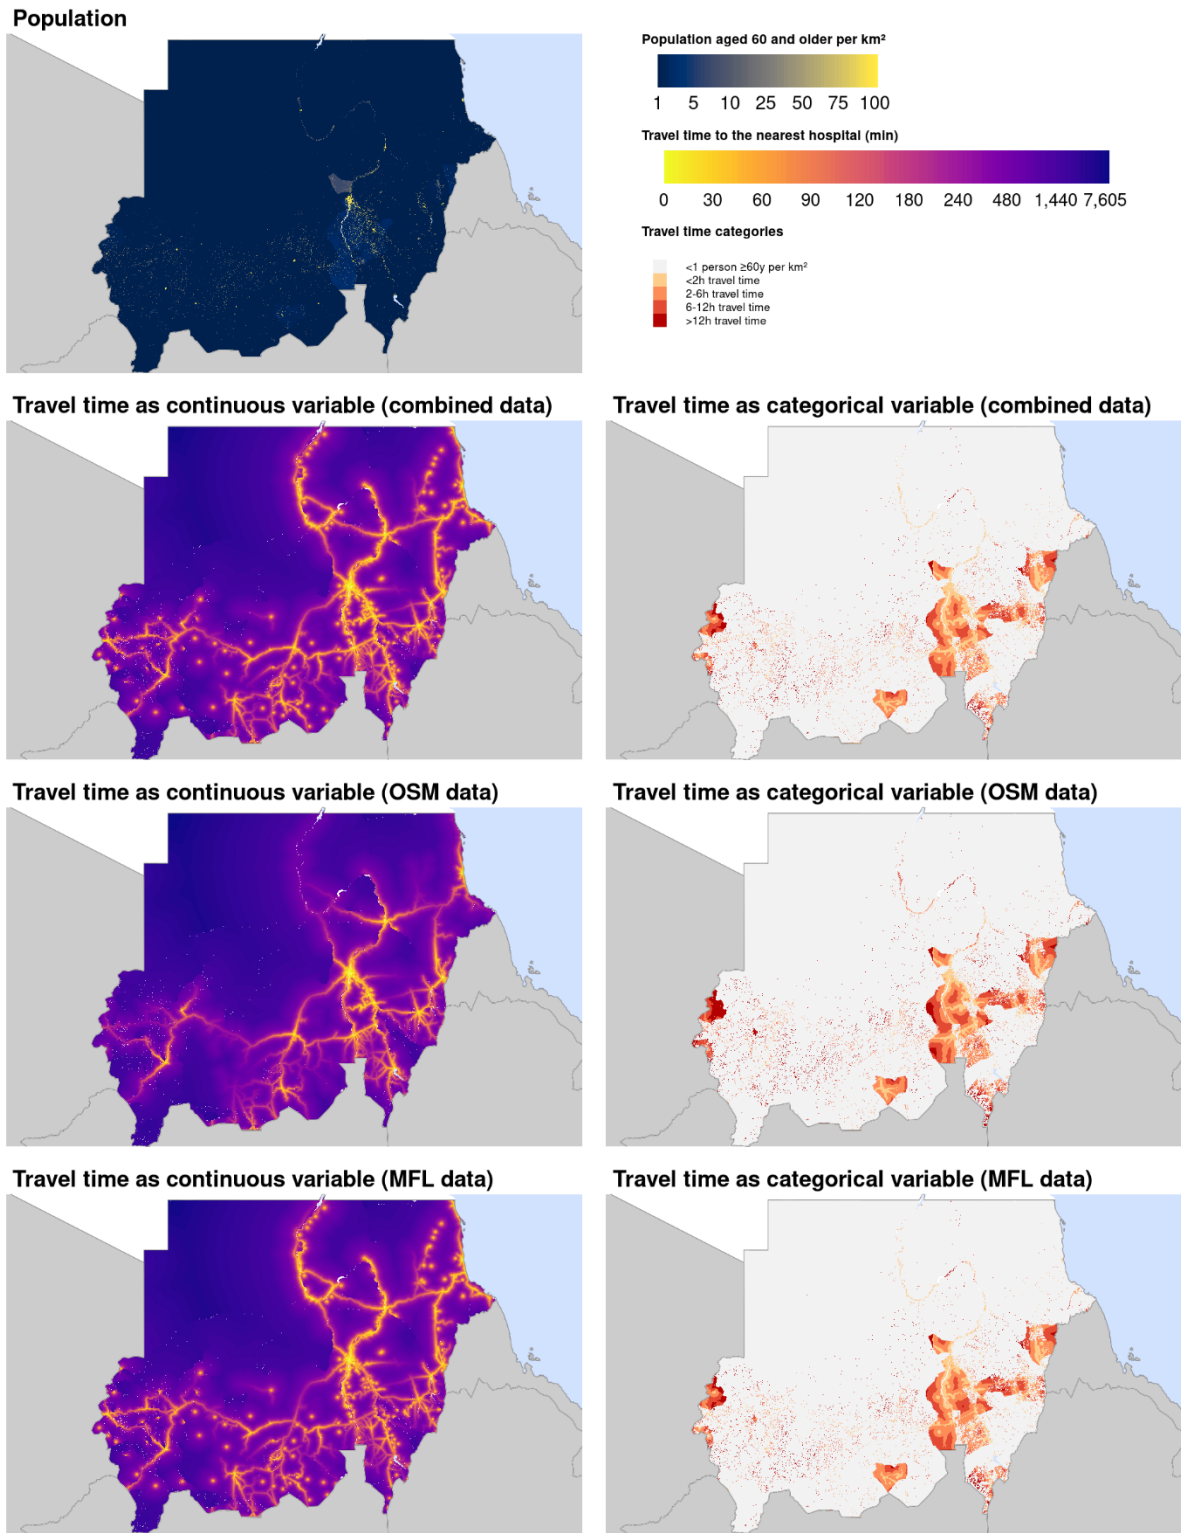 Population
Population aged 60 and older per km²
1 5 10 25 50 75 100
Travel time to the nearest hospital (min)
0 30 60 90 120 180 240 480 1,440 7,605
Travel time categories
<1 person ≥60y per km²
<2h travel time
2-6h travel time
6-12h travel time
>12h travel time
Travel time as continuous variable (combined data)
Travel time as categorical variable (combined data)
Travel time as continuous variable (OSM data)
Travel time as categorical variable (OSM data)
Travel time as continuous variable (MFL data)
Travel time as categorical variable (MFL data)